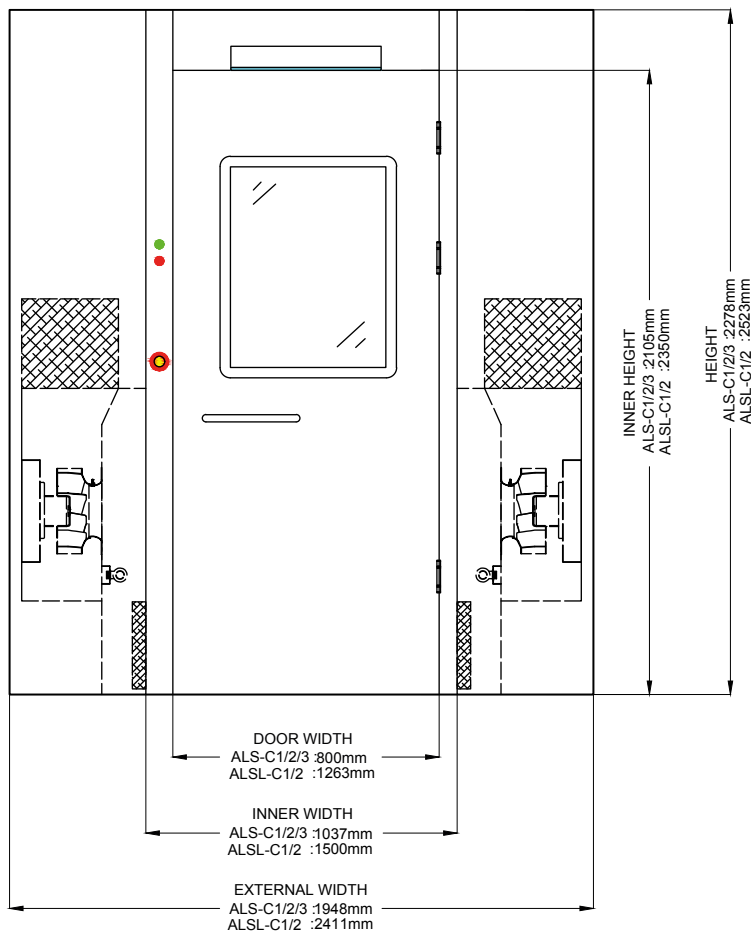 INNER HEIGHT
ALS-C1/2/3 :2105mm
ALSL-C1/2 :2350mm
HEIGHT
ALS-C1/2/3 :2278mm
ALSL-C1/2 :2523mm
DOOR WIDTH
ALS-C1/2/3 :800mm
ALSL-C1/2 :1263mm
INNER WIDTH
ALS-C1/2/3 :1037mm
ALSL-C1/2 :1500mm
EXTERNAL WIDTH
ALS-C1/2/3 :1948mm
ALSL-C1/2 :2411mm